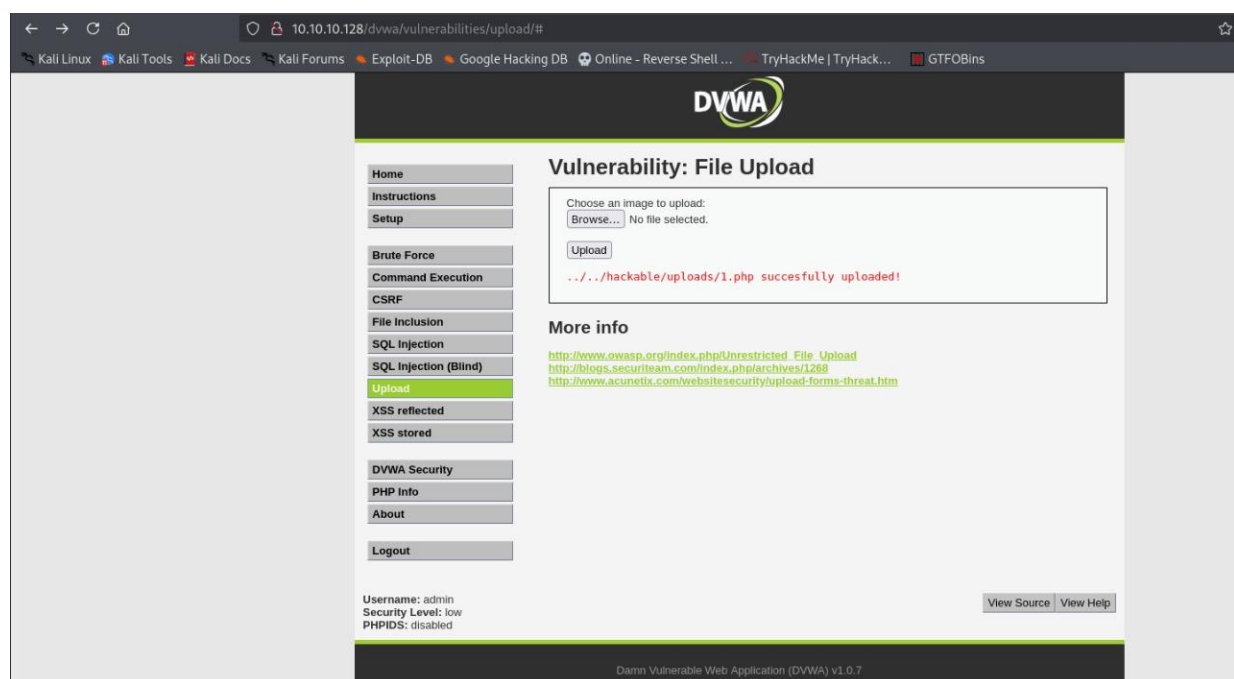 10.10.10.128/dvwa/vulnerabilities/upload/#
Kali Linux Kali Tools Kali Docs Kali Forums Exploit-DB Google Hacking DB Online - Reverse Shell ... TryHackMe | TryHack... GTFOBins
DVWA
Home
Instructions
Setup
Brute Force
Command Execution
CSRF
File Inclusion
SQL Injection
SQL Injection (Blind)
Upload
XSS reflected
XSS stored
DVWA Security
PHP Info
About
Logout
Vulnerability: File Upload
Choose an image to upload:
Browse... No file selected.
Upload
../../hackable/uploads/1.php succesfully uploaded!
More info
http://www.owasp.org/index.php/Unrestricted_File_Upload
http://blogs.securiteam.com/index.php/archives/1268
http://www.acunetix.com/websitesecurity/upload-forms-threat.htm
Username: admin
Security Level: low
PHPIDS: disabled
View Source View Help
Damn Vulnerable Web Application (DVWA) v1.0.7